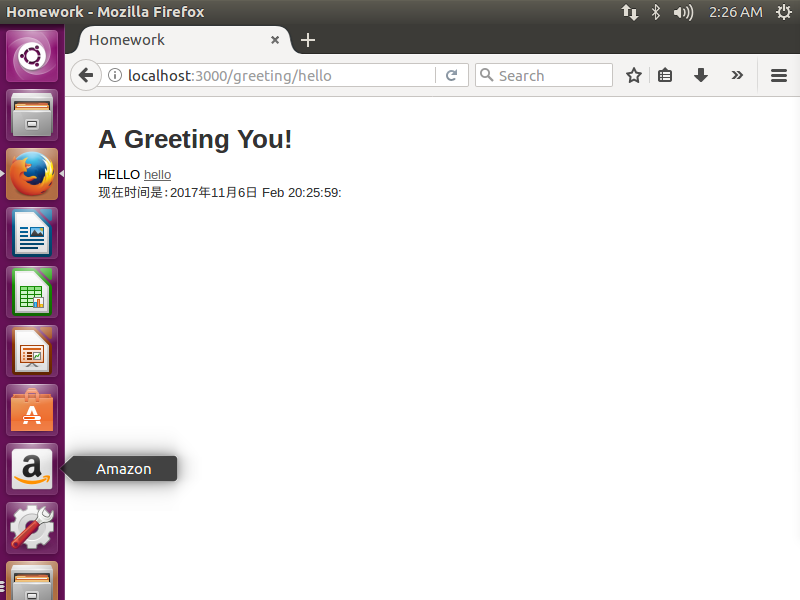 Homework - Mozilla Firefox
2:26 AM
Homework
localhost:3000/greeting/hello
Search
A Greeting You!
HELLO hello
现在时间是:2017年11月6日 Feb 20:25:59:
Amazon